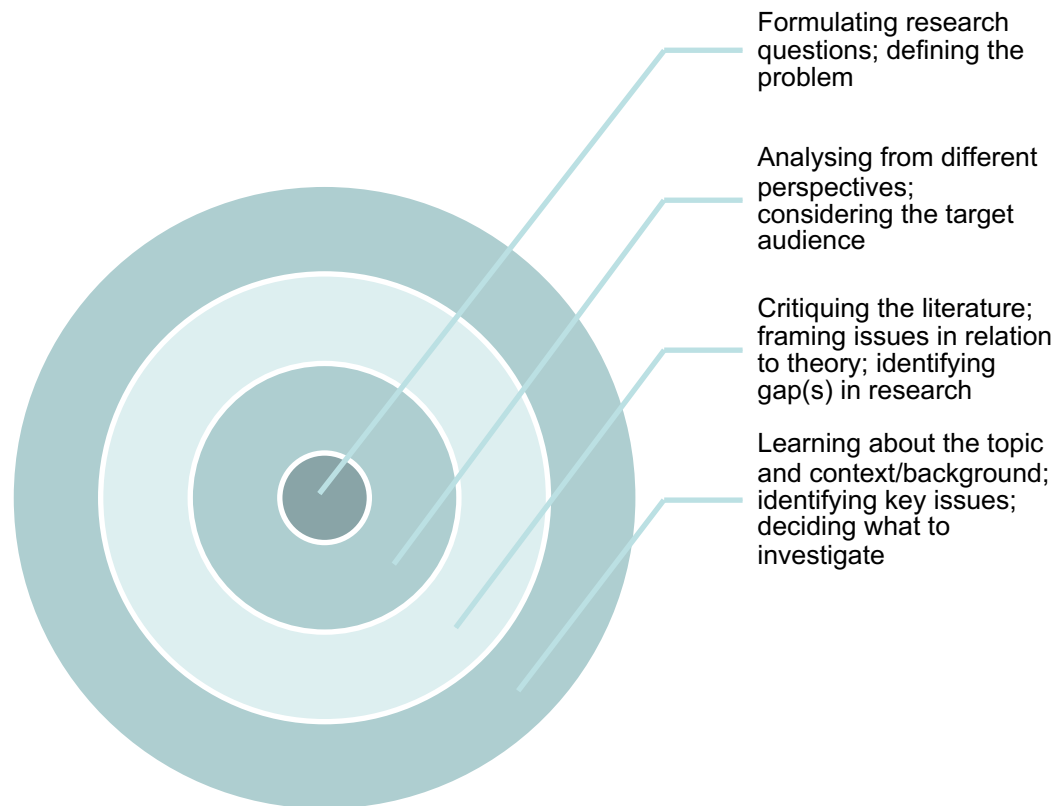 Formulating research
questions; defining the
problem
Analysing from different
perspectives;
considering the target
audience
Critiquing the literature;
framing issues in relation
to theory; identifying
gap(s) in research
Learning about the topic
and context/background;
identifying key issues;
deciding what to
investigate